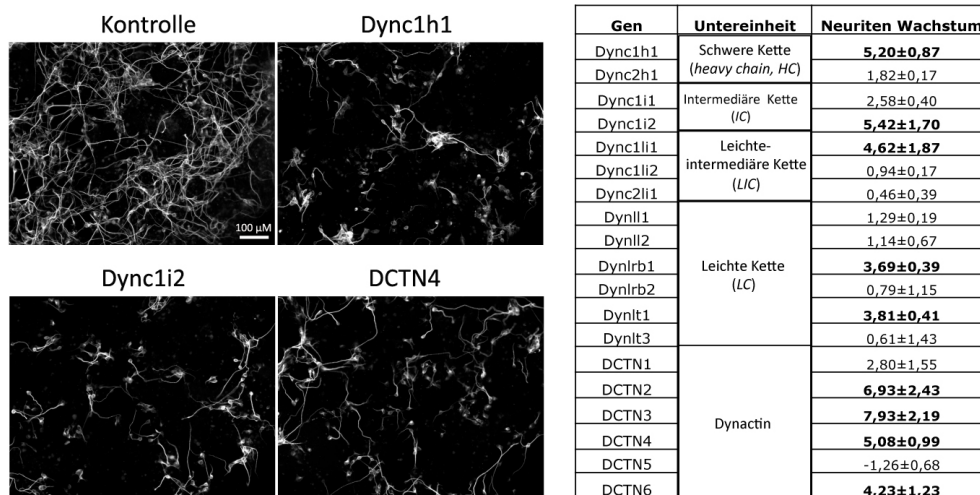 Kontrolle Dync1h1
100 µM
Dync1i2 DCTN4
Gen Untereinheit Neuriten Wachstum
Dync1h1 Schwere Kette 5,20±0,87
Dync2h1 (heavy chain, HC) 1,82±0,17
Dync1i1 Intermediäre Kette 2,58±0,40
Dync1i2 (IC) 5,42±1,70
Dync1li1 Leichte- 4,62±1,87
Dync1li2 intermediäre Kette 0,94±0,17
Dync2li1 (LIC) 0,46±0,39
Dynll1 1,29±0,19
Dynll2 1,14±0,67
Dynlrb1 Leichte Kette 3,69±0,39
Dynlrb2 (LC) 0,79±1,15
Dynlt1 3,81±0,41
Dynlt3 0,61±1,43
DCTN1 2,80±1,55
DCTN2 6,93±2,43
DCTN3 Dynactin 7,93±2,19
DCTN4 5,08±0,99
DCTN5 -1,26±0,68
DCTN6 4,23±1,23